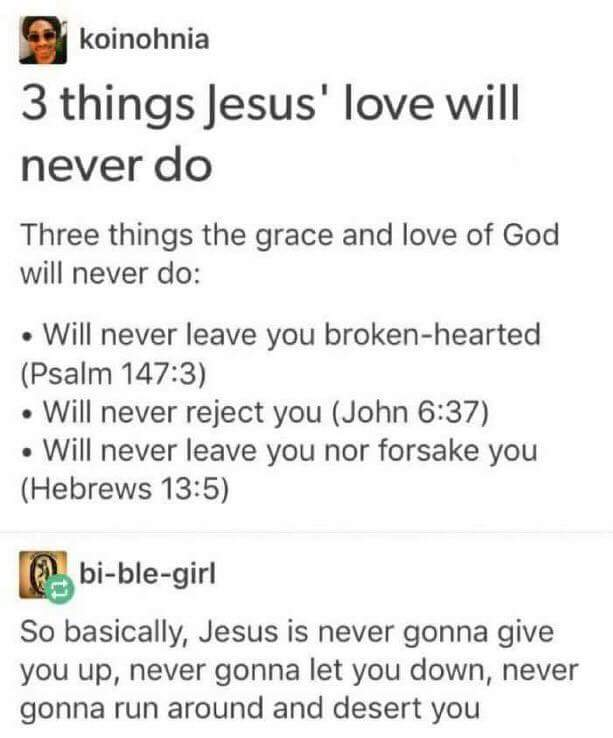 koinohnia
3 things Jesus' love will
never do
Three things the grace and love of God
will never do:
• Will never leave you broken-hearted
(Psalm 147:3)
• Will never reject you (John 6:37)
• Will never leave you nor forsake you
(Hebrews 13:5)
bi-ble-girl
So basically, Jesus is never gonna give
you up, never gonna let you down, never
gonna run around and desert you